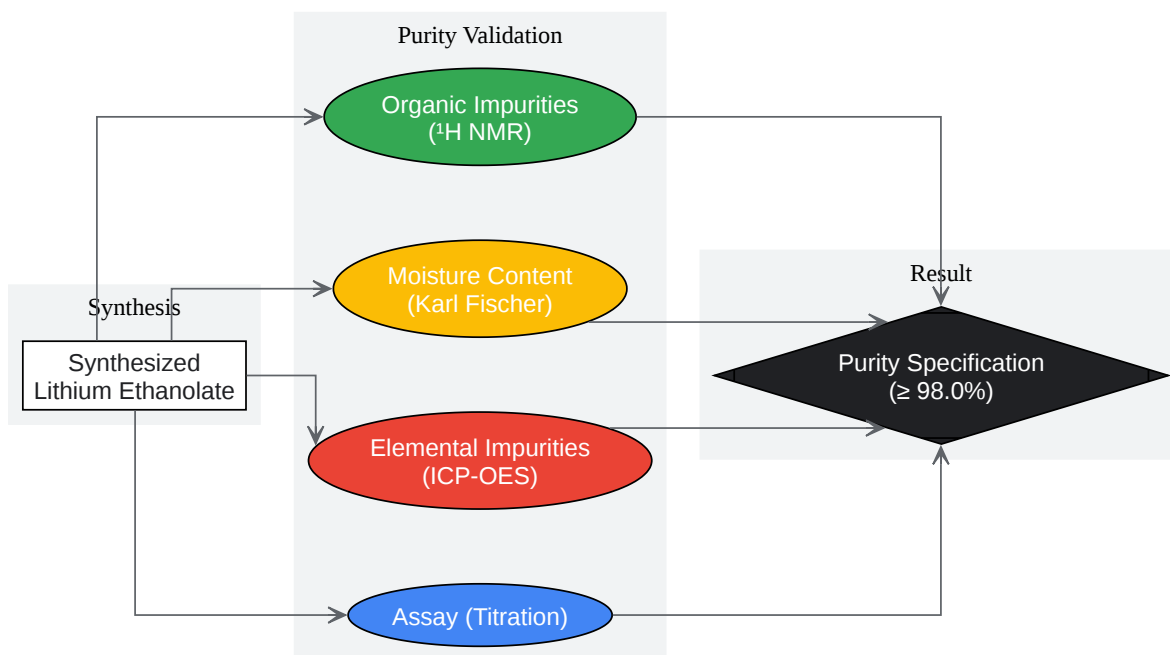 Purity Validation
Organic Impurities
(¹H NMR)
Moisture Content
(Karl Fischer)
Result
Synthesis
Synthesized
Lithium Ethanolate
Purity Specification
(≥ 98.0%)
Elemental Impurities
(ICP-OES)
Assay (Titration)